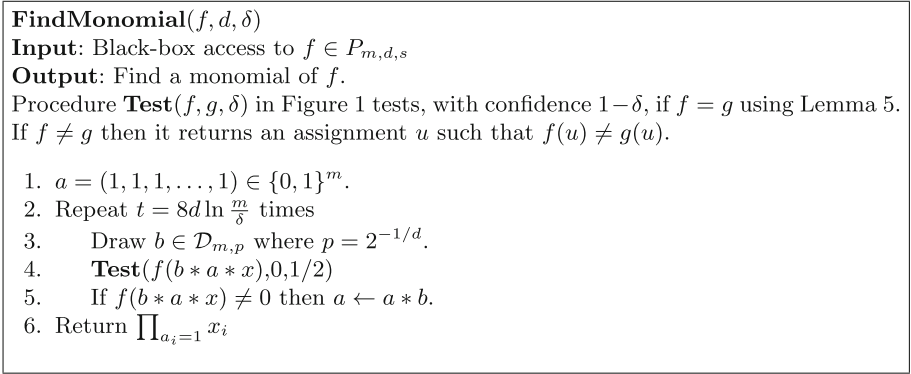 FindMonomial(f, d, δ)
Input: Black-box access to f ∈ P_{m,d,s}
Output: Find a monomial of f.
Procedure Test(f, g, δ) in Figure 1 tests, with confidence 1−δ, if f = g using Lemma 5.
If f ≠ g then it returns an assignment u such that f(u) ≠ g(u).
1. a = (1, 1, 1, . . . , 1) ∈ {0, 1}^m.
2. Repeat t = 8d ln m/δ times
3. Draw b ∈ 𝒟_{m,p} where p = 2^{−1/d}.
4. Test(f(b ∗ a ∗ x),0,1/2)
5. If f(b ∗ a ∗ x) ≠ 0 then a ← a ∗ b.
6. Return ∏_{a_i=1} x_i